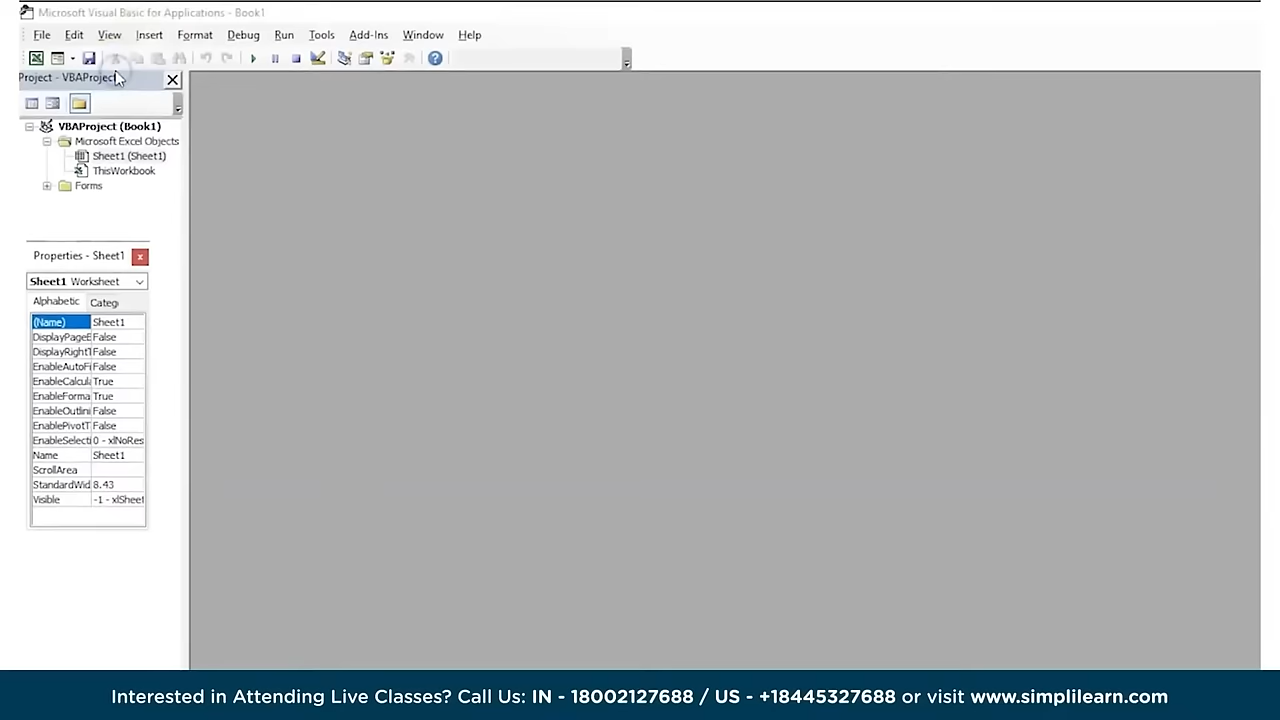 Microsoft Visual Basic for Applications - Book1
File Edit View Insert Format Debug Run Tools Add-Ins Window Help
Project - VBAProject
VBAProject (Book1)
Microsoft Excel Objects
Sheet1 (Sheet1)
ThisWorkbook
Forms
Properties - Sheet1
Sheet1 Worksheet
Alphabetic Categ
(Name) Sheet1
DisplayPageB False
DisplayRightT False
EnableAutoFi False
EnableCalcula True
EnableForma True
EnableOutlini False
EnablePivotT False
EnableSelecti 0 - xlNoRes
Name Sheet1
ScrollArea
StandardWid 8.43
Visible -1 - xlSheet
Interested in Attending Live Classes? Call Us: IN - 18002127688 / US - +18445327688 or visit www.simplilearn.com